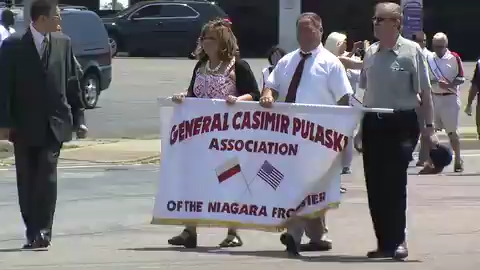 GENERAL CASIMIR PULASKI
ASSOCIATION
OF THE NIAGARA FRONTIER